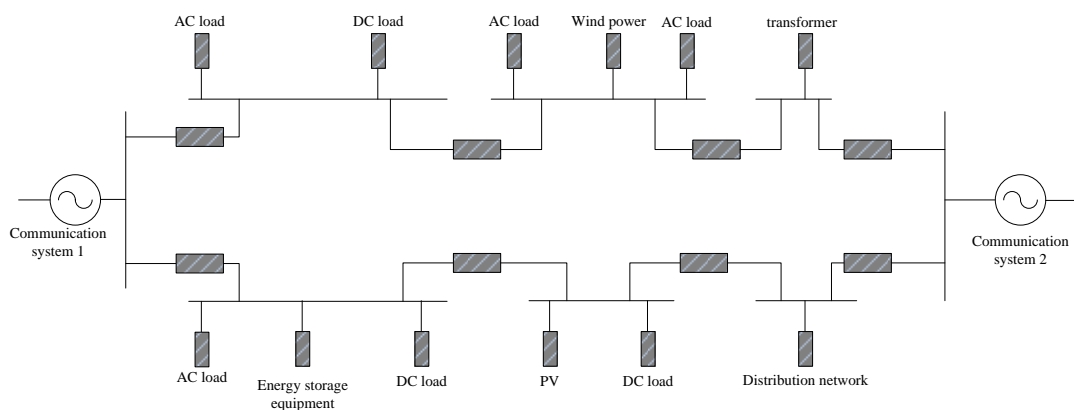 AC load
DC load
AC load
Wind power
AC load
transformer
Communication
system 1
Communication
system 2
AC load
Energy storage
equipment
DC load
PV
DC load
Distribution network